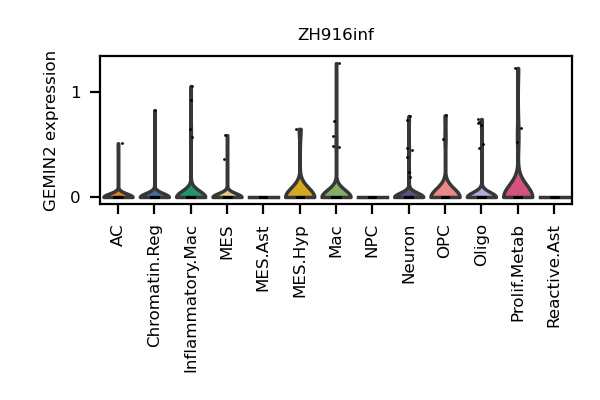 ZH916inf
GEMIN2 expression
1
0
AC
Chromatin.Reg
Inflammatory.Mac
MES
MES.Ast
MES.Hyp
Mac
NPC
Neuron
OPC
Oligo
Prolif.Metab
Reactive.Ast